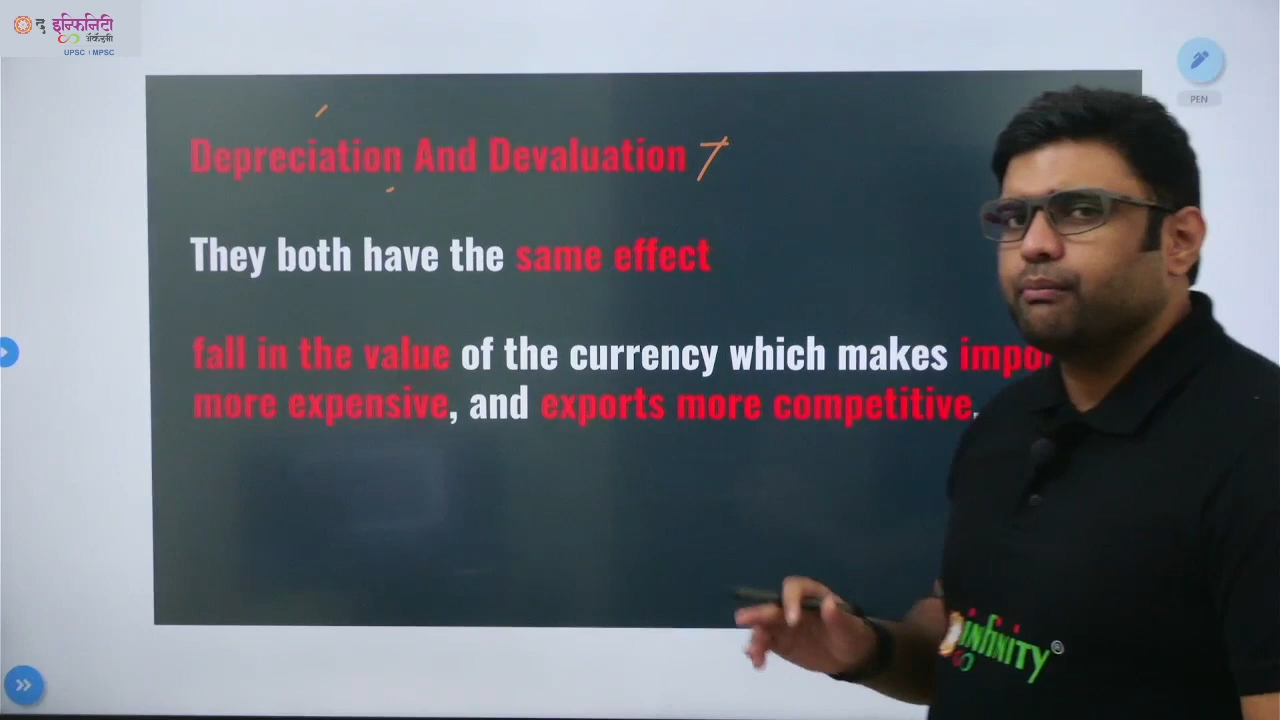 द इन्फिनिटी
अ‍ॅकॅडमी
UPSC | MPSC
PEN
Depreciation And Devaluation
They both have the same effect
fall in the value of the currency which makes
more expensive, and exports more competitive.
infinity®